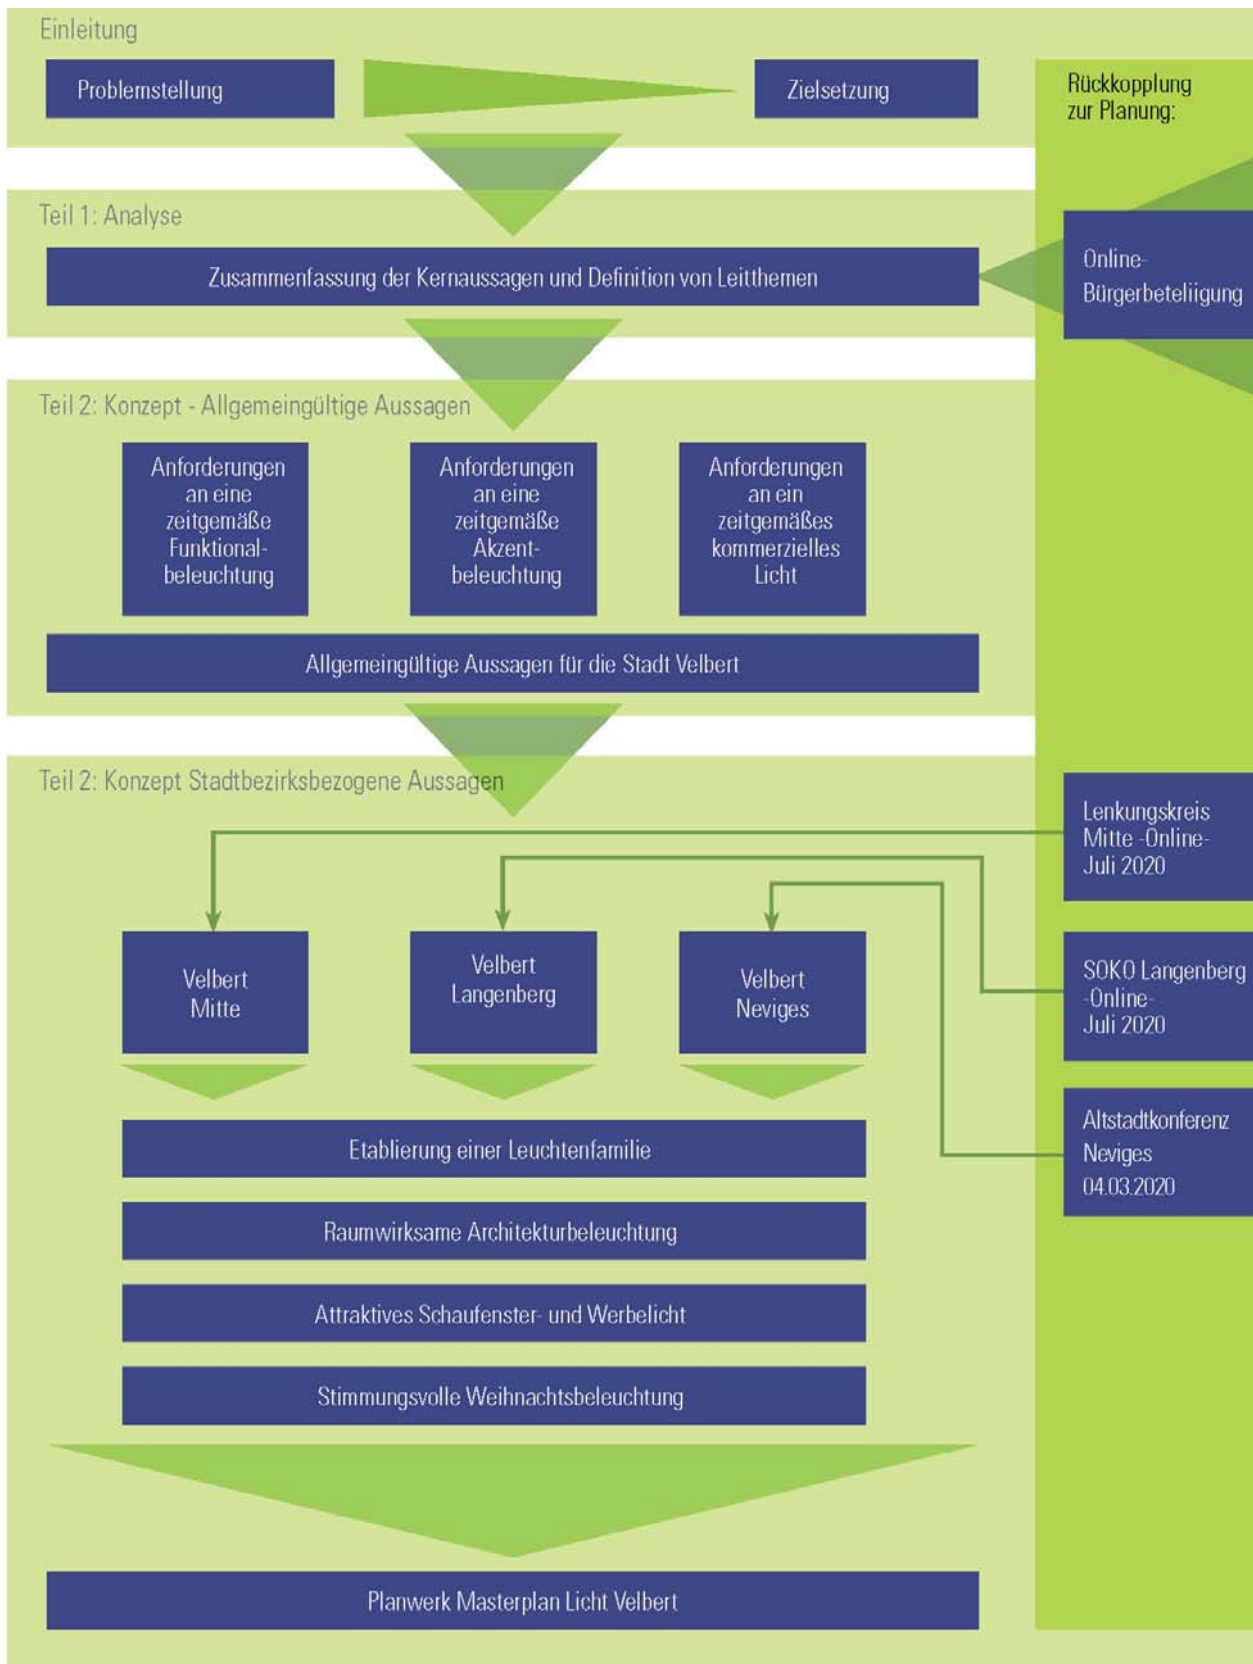 Einleitung
Problemstellung
Zielsetzung
Rückkopplung
zur Planung:
Teil 1: Analyse
Zusammenfassung der Kernaussagen und Definition von Leitthemen
Online-
Bürgerbeteliigung
Teil 2: Konzept - Allgemeingültige Aussagen
Anforderungen
an eine
zeitgemäße
Funktional-
beleuchtung
Anforderungen
an eine
zeitgemäße
Akzent-
beleuchtung
Anforderungen
an ein
zeitgemäßes
kommerzielles
Licht
Allgemeingültige Aussagen für die Stadt Velbert
Teil 2: Konzept Stadtbezirksbezogene Aussagen
Lenkungskreis
Mitte -Online-
Juli 2020
Velbert
Mitte
Velbert
Langenberg
Velbert
Neviges
SOKO Langenberg
-Online-
Juli 2020
Altstadtkonferenz
Neviges
04.03.2020
Etablierung einer Leuchtenfamilie
Raumwirksame Architekturbeleuchtung
Attraktives Schaufenster- und Werbelicht
Stimmungsvolle Weihnachtsbeleuchtung
Planwerk Masterplan Licht Velbert